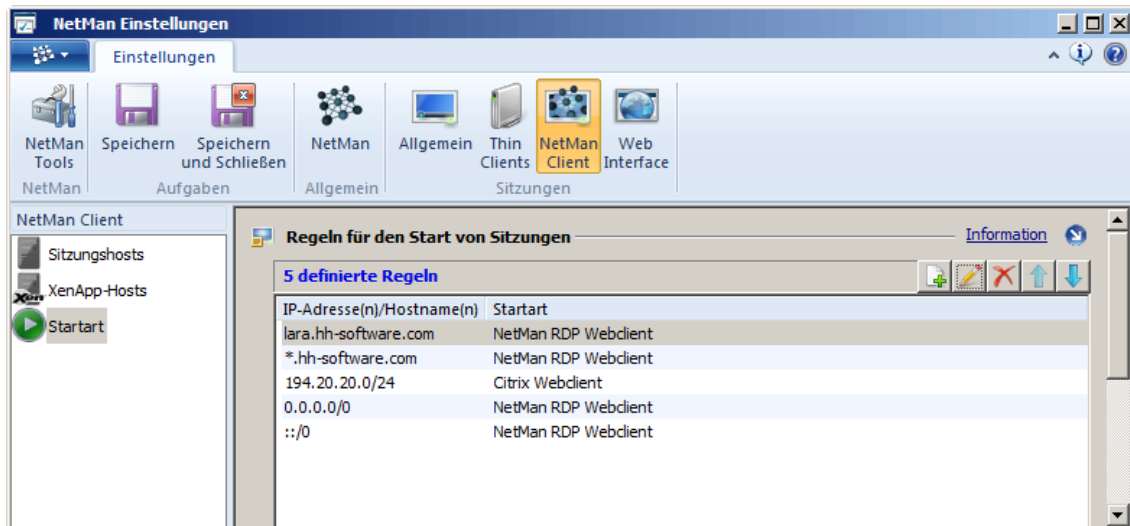 NetMan Einstellungen
Einstellungen
NetMan Tools
Speichern
Speichern und Schließen
NetMan
Allgemein
Thin Clients
NetMan Client
Web Interface
NetMan
Aufgaben
Allgemein
Sitzungen
NetMan Client
Sitzungshosts
Xen XenApp-Hosts
Startart
Regeln für den Start von Sitzungen
Information
5 definierte Regeln
IP-Adresse(n)/Hostname(n) Startart
lara.hh-software.com NetMan RDP Webclient
*.hh-software.com NetMan RDP Webclient
194.20.20.0/24 Citrix Webclient
0.0.0.0/0 NetMan RDP Webclient
::/0 NetMan RDP Webclient